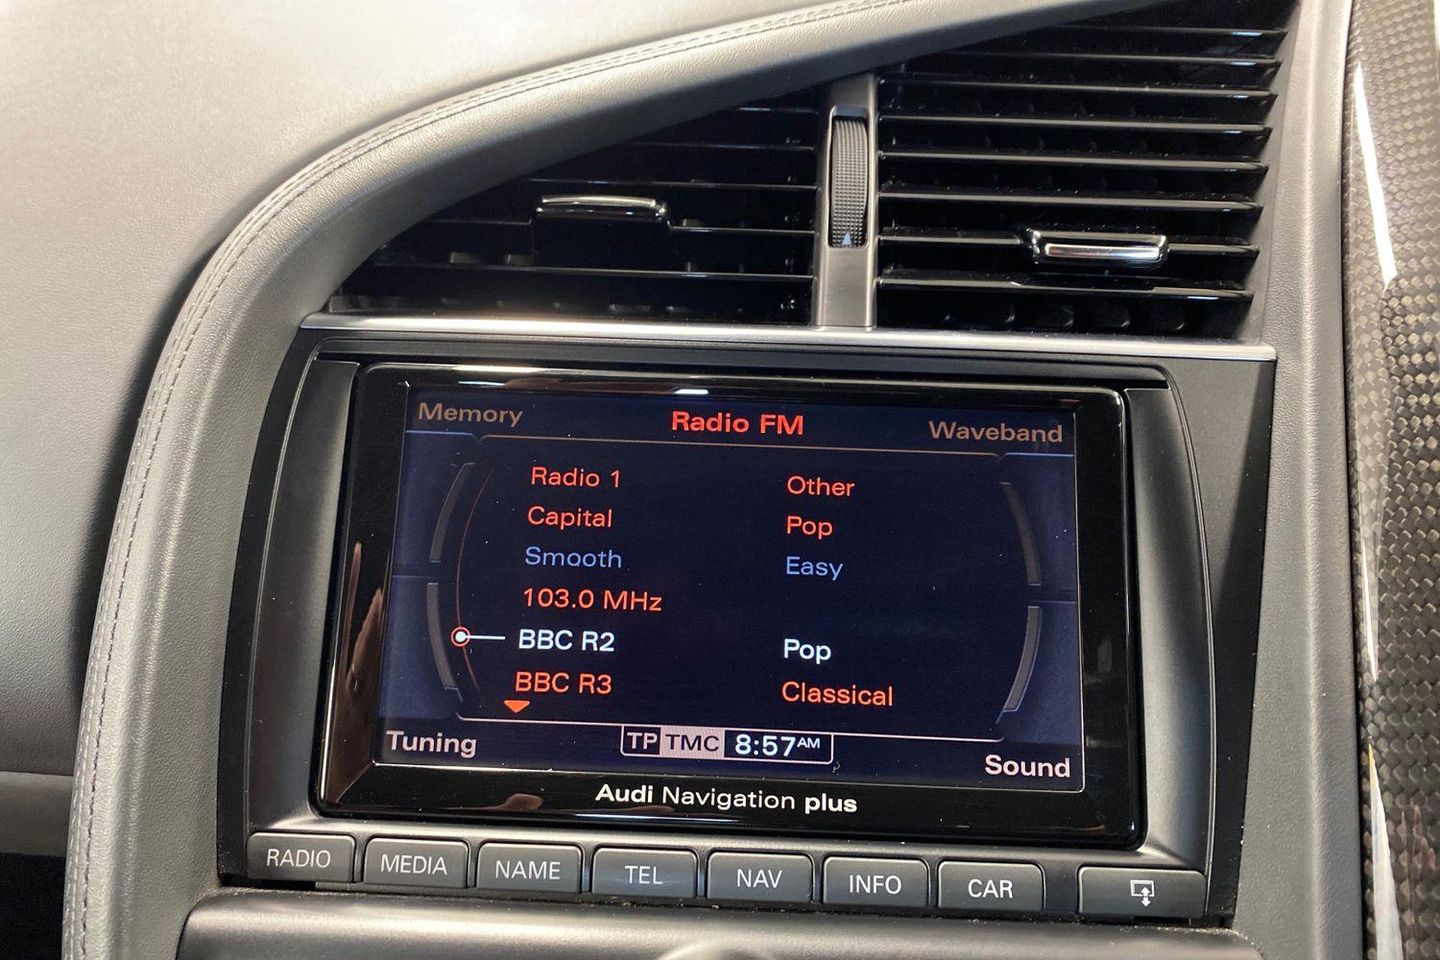 Memory Radio FM Waveband
Radio 1 Other
Capital Pop
Smooth Easy
103.0 MHz
BBC R2 Pop
BBC R3 Classical
Tuning TP TMC 8:57AM Sound
Audi Navigation plus
RADIO MEDIA NAME TEL NAV INFO CAR